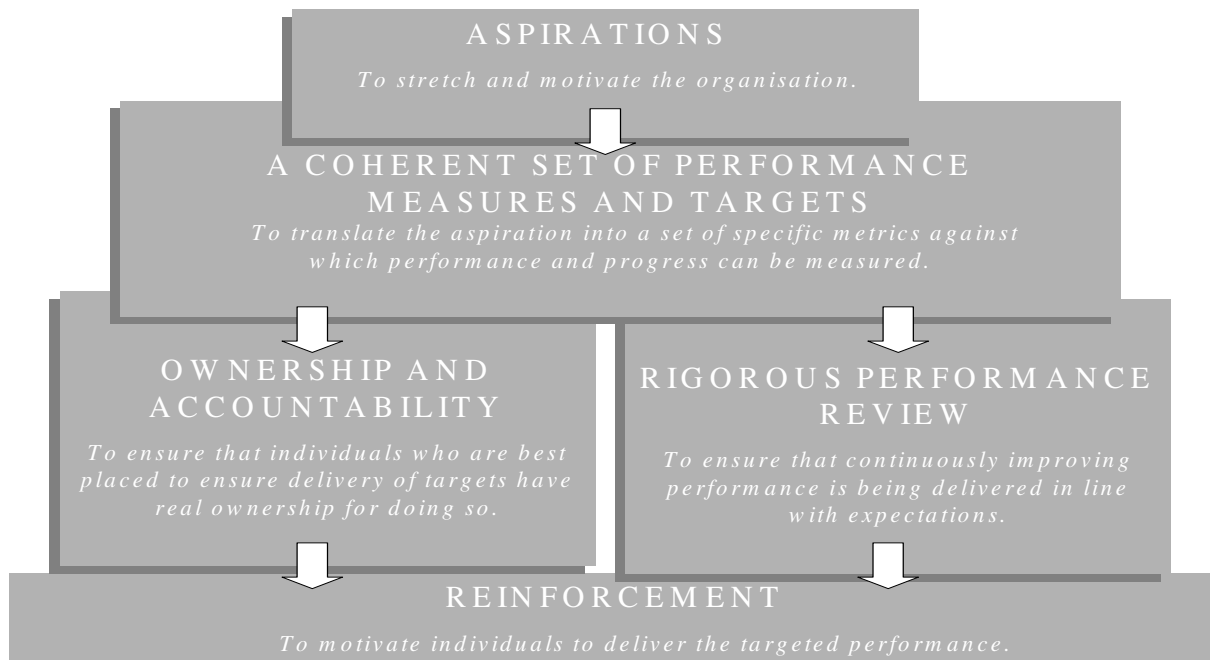 ASPIRATIONS
To stretch and motivate the organisation.
A COHERENT SET OF PERFORMANCE
MEASURES AND TARGETS
To translate the aspiration into a set of specific metrics against
which performance and progress can be measured.
OWNERSHIP AND
ACCOUNTABILITY
To ensure that individuals who are best
placed to ensure delivery of targets have
real ownership for doing so.
RIGOROUS PERFORMANCE
REVIEW
To ensure that continuously improving
performance is being delivered in line
with expectations.
REINFORCEMENT
To motivate individuals to deliver the targeted performance.